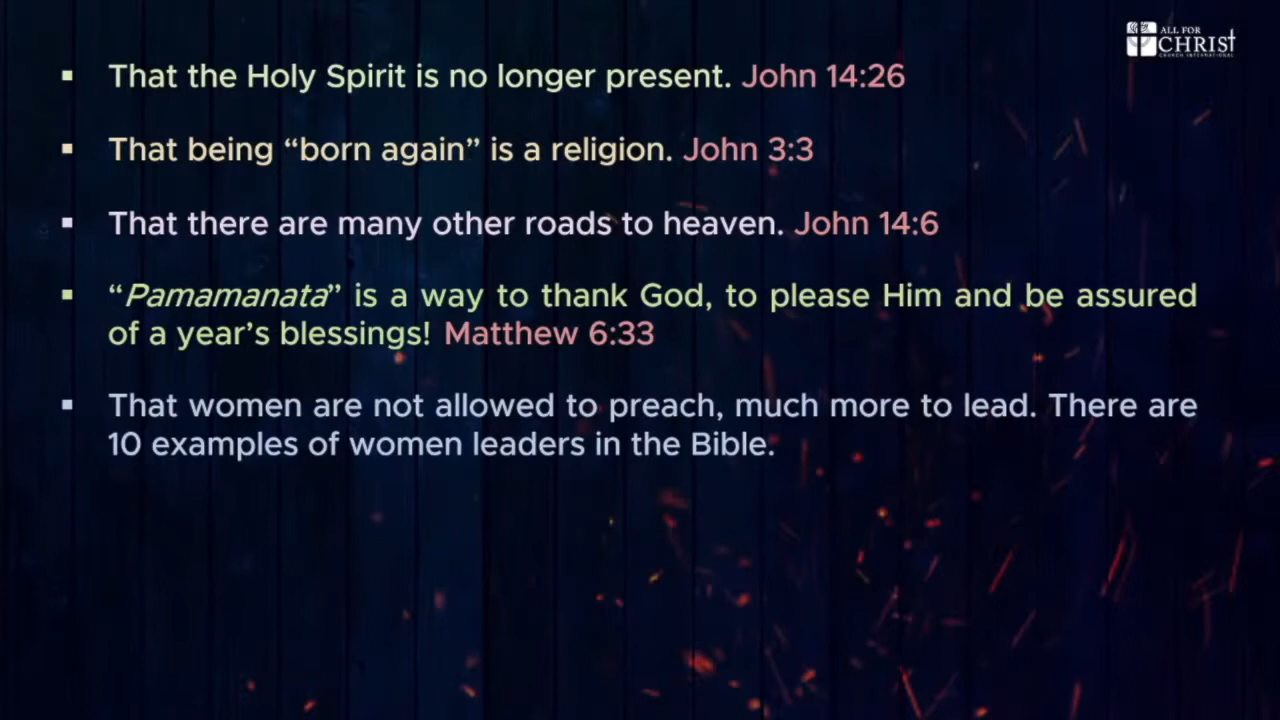 ALL FOR
CHRIST
CHURCH INTERNATIONAL
▪ That the Holy Spirit is no longer present. John 14:26
▪ That being “born again” is a religion. John 3:3
▪ That there are many other roads to heaven. John 14:6
▪ “Pamamanata” is a way to thank God, to please Him and be assured
of a year’s blessings! Matthew 6:33
▪ That women are not allowed to preach, much more to lead. There are
10 examples of women leaders in the Bible.